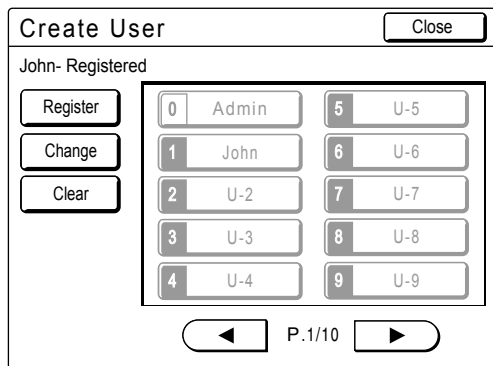 Create User
Close
John- Registered
Register
Change
Clear
0 Admin
1 John
2 U-2
3 U-3
4 U-4
5 U-5
6 U-6
7 U-7
8 U-8
9 U-9
P.1/10